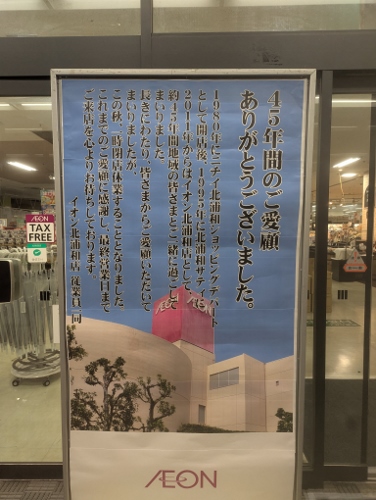 45年間のご愛顧
ありがとうございました。
1980年にニチイ北浦和ショッピングデパート
として開店後、1995年に北浦和サティ、
2011年からはイオン北浦和店として、
約45年間地域の皆さまと一緒に過ごして
まいりました。
長きにわたり、皆さまからご愛顧いただいて
まいりましたが、
この秋、一時閉店休業することとなりました。
これまでのご愛顧に感謝し、最終営業日まで
ご来店を心よりお待ちしております。
イオン北浦和店 従業員一同
ÆON
ÆON
TAX
FREE